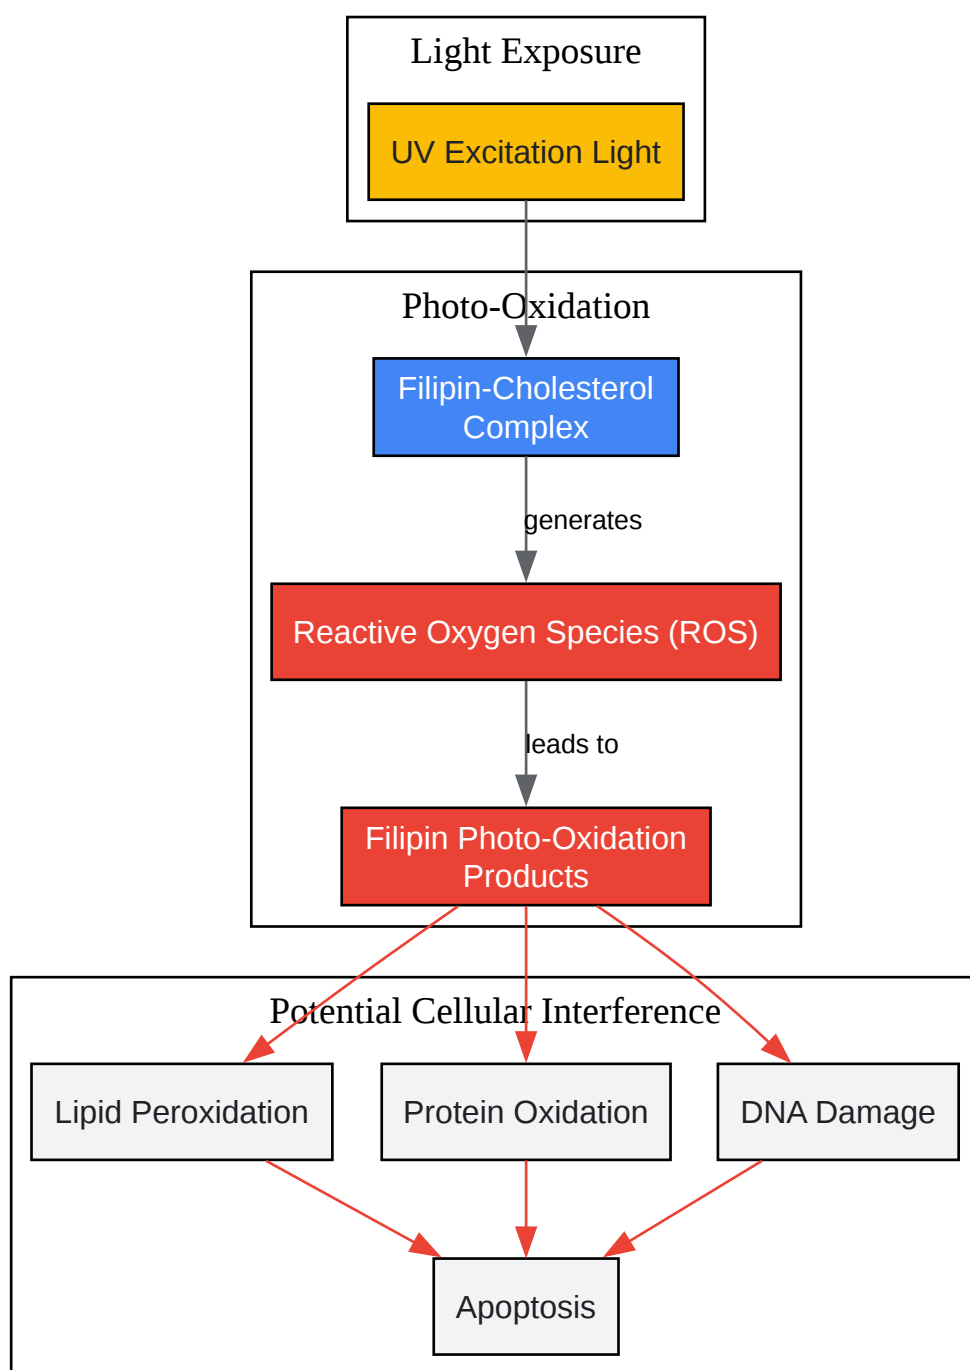 Light Exposure
UV Excitation Light
Photo-Oxidation
Filipin-Cholesterol
Complex
generates
Reactive Oxygen Species (ROS)
leads to
Filipin Photo-Oxidation
Products
Potential Cellular Interference
Lipid Peroxidation
Protein Oxidation
DNA Damage
Apoptosis